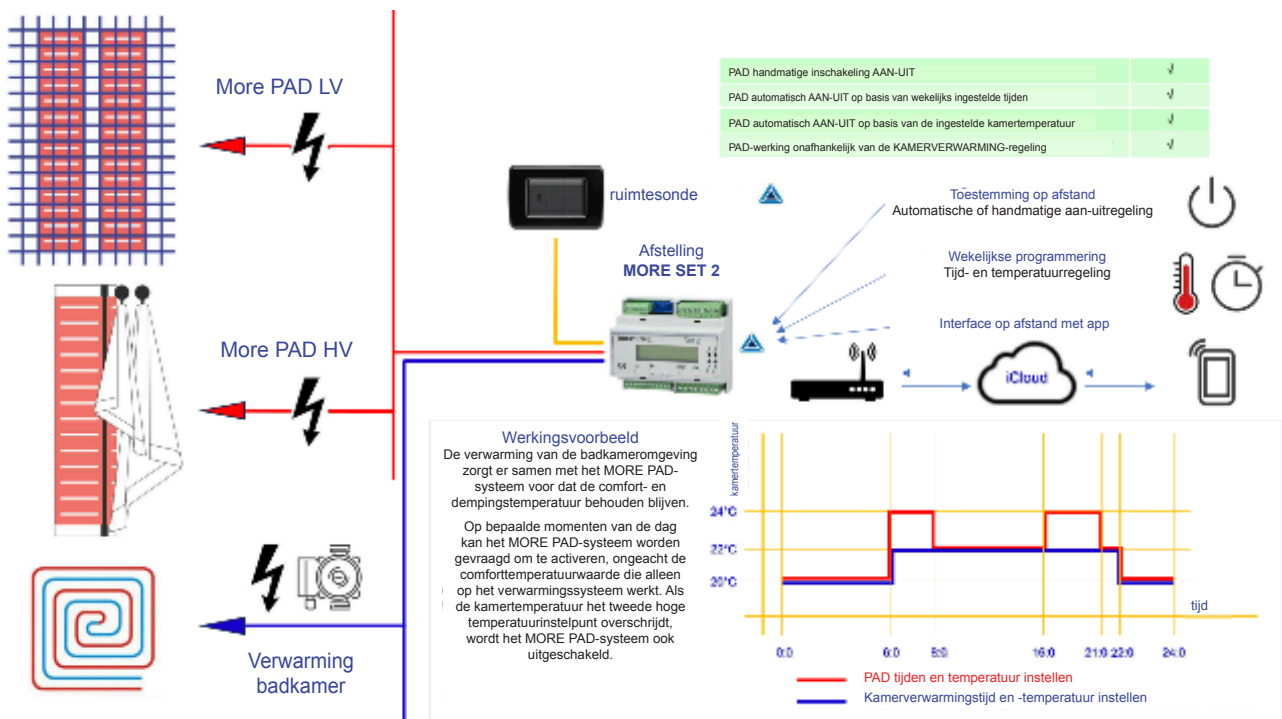 More PAD LV
PAD handmatige inschakeling AAN-UIT √
PAD automatisch AAN-UIT op basis van wekelijks ingestelde tijden √
PAD automatisch AAN-UIT op basis van de ingestelde kamertemperatuur √
PAD-werking onafhankelijk van de KAMERVERWARMING-regeling √
ruimtesonde
Toestemming op afstand
Automatische of handmatige aan-uitregeling
Afstelling
MORE SET 2
Wekelijkse programmering
Tijd- en temperatuurregeling
Interface op afstand met app
iCloud
More PAD HV
Verwarming
badkamer
Werkingsvoorbeeld
De verwarming van de badkameromgeving
zorgt er samen met het MORE PAD-
systeem voor dat de comfort- en
dempingstemperatuur behouden blijven.
Op bepaalde momenten van de dag
kan het MORE PAD-systeem worden
gevraagd om te activeren, ongeacht de
comforttemperatuurwaarde die alleen
op het verwarmingssysteem werkt. Als
de kamertemperatuur het tweede hoge
temperatuurinstelpunt overschrijdt,
wordt het MORE PAD-systeem ook
uitgeschakeld.
kamertemperatuur
24°C
22°C
20°C
tijd
0:0 6:0 8:0 16:0 21:0 22:0 24:0
PAD tijden en temperatuur instellen
Kamerverwarmingstijd en -temperatuur instellen